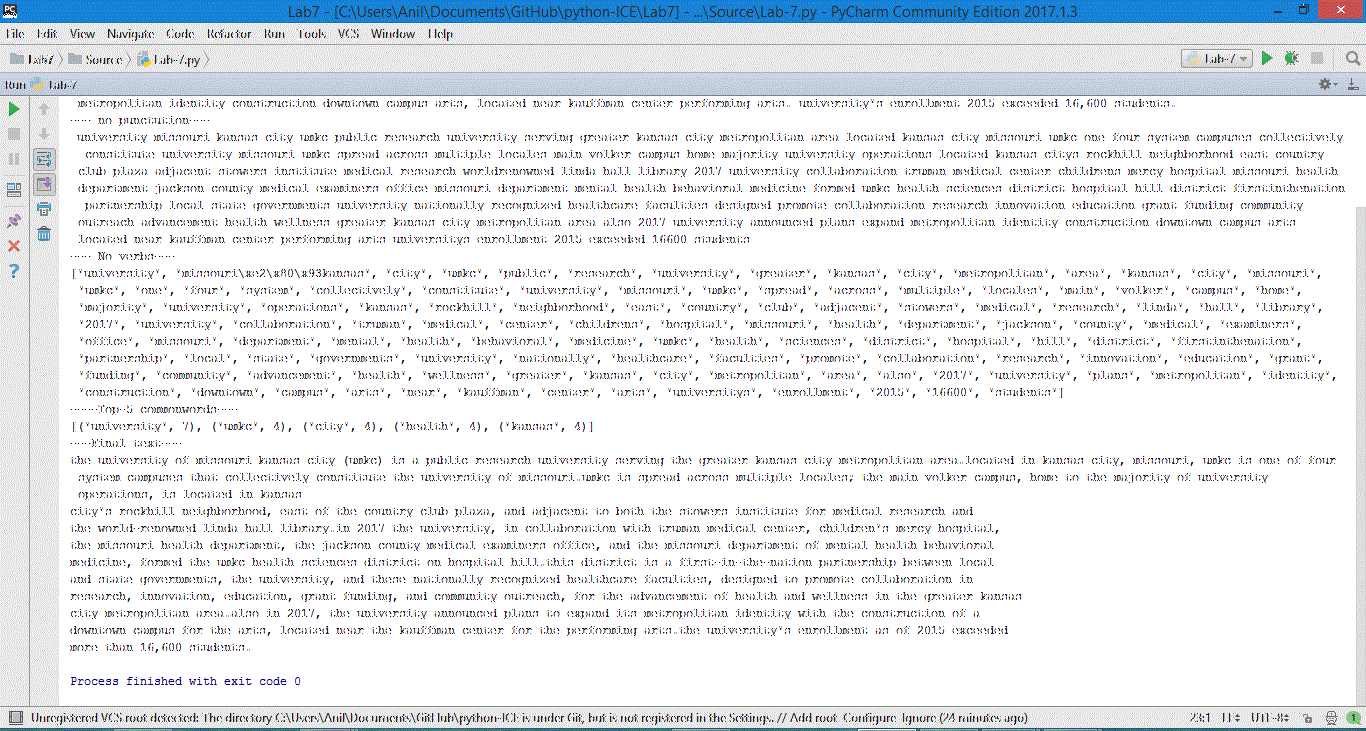 Lab7 - [C:\Users\Anil\Documents\GitHub\python-ICE\Lab7] - ...\Source\Lab-7.py - PyCharm Community Edition 2017.1.3
File Edit View Navigate Code Refactor Run Tools VCS Window Help
Lab7 Source Lab-7.py Lab-7
Run Lab-7
metropolitan identity construction downtown campus arts, located near kauffman center performing arts. university's enrollment 2015 exceeded 16,600 students.
----- no punctution-----
university missouri kansas city umkc public research university serving greater kansas city metropolitan area located kansas city missouri umkc one four system campuses collectively
constitute university missouri umkc spread across multiple locales main volker campus home majority university operations located kansas citys rockhill neighborhood east country
club plaza adjacent stowers institute medical research worldrenowned linda hall library 2017 university collaboration truman medical center childrens mercy hospital missouri health
department jackson county medical examiners office missouri department mental health behavioral medicine formed umkc health sciences district hospital hill district firstinthenation
partnership local state governments university nationally recognized healthcare faculties designed promote collaboration research innovation education grant funding community
outreach advancement health wellness greater kansas city metropolitan area also 2017 university announced plans expand metropolitan identity construction downtown campus arts
located near kauffman center performing arts universitys enrollment 2015 exceeded 16600 students
----- No verbs-----
['university', 'missouri\xe2\x80\x93kansas', 'city', 'umkc', 'public', 'research', 'university', 'greater', 'kansas', 'city', 'metropolitan', 'area', 'kansas', 'city', 'missouri',
'umkc', 'one', 'four', 'system', 'collectively', 'constitute', 'university', 'missouri', 'umkc', 'spread', 'across', 'multiple', 'locales', 'main', 'volker', 'campus', 'home',
'majority', 'university', 'operations', 'kansas', 'rockhill', 'neighborhood', 'east', 'country', 'club', 'adjacent', 'stowers', 'medical', 'research', 'linda', 'hall', 'library',
'2017', 'university', 'collaboration', 'truman', 'medical', 'center', 'childrens', 'hospital', 'missouri', 'health', 'department', 'jackson', 'county', 'medical', 'examiners',
'office', 'missouri', 'department', 'mental', 'health', 'behavioral', 'medicine', 'umkc', 'health', 'sciences', 'district', 'hospital', 'hill', 'district', 'firstinthenation',
'partnership', 'local', 'state', 'governments', 'university', 'nationally', 'healthcare', 'faculties', 'promote', 'collaboration', 'research', 'innovation', 'education', 'grant',
'funding', 'community', 'advancement', 'health', 'wellness', 'greater', 'kansas', 'city', 'metropolitan', 'area', 'also', '2017', 'university', 'plans', 'metropolitan', 'identity',
'construction', 'downtown', 'campus', 'arts', 'near', 'kauffman', 'center', 'arts', 'universitys', 'enrollment', '2015', '16600', 'students']
------Top-5 commonwords-----
[('university', 7), ('umkc', 4), ('city', 4), ('health', 4), ('kansas', 4)]
-----Final text-----
the university of missouri kansas city (umkc) is a public research university serving the greater kansas city metropolitan area.located in kansas city, missouri, umkc is one of four
system campuses that collectively constitute the university of missouri.umkc is spread across multiple locales; the main volker campus, home to the majority of university
operations, is located in kansas
city's rockhill neighborhood, east of the country club plaza, and adjacent to both the stowers institute for medical research and
the world-renowned linda hall library.in 2017 the university, in collaboration with truman medical center, children's mercy hospital,
the missouri health department, the jackson county medical examiners office, and the missouri department of mental health behavioral
medicine, formed the umkc health sciences district on hospital hill.this district is a first-in-the-nation partnership between local
and state governments, the university, and these nationally recognized healthcare faculties, designed to promote collaboration in
research, innovation, education, grant funding, and community outreach, for the advancement of health and wellness in the greater kansas
city metropolitan area.also in 2017, the university announced plans to expand its metropolitan identity with the construction of a
downtown campus for the arts, located near the kauffman center for the performing arts.the university's enrollment as of 2015 exceeded
more than 16,600 students.
Process finished with exit code 0
Unregistered VCS root detected: The directory C:\Users\Anil\Documents\GitHub\python-ICE is under Git, but is not registered in the Settings. // Add root Configure Ignore (24 minutes ago) 23:1 LF UTF-8 1